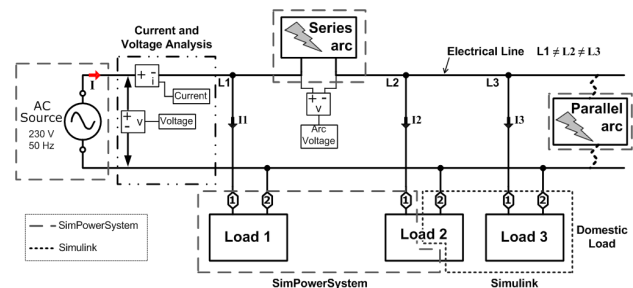 Current and
Voltage Analysis
Series
arc
Electrical Line
L1 ≠ L2 ≠ L3
I
+ -
i
Current
L1
L2
L3
AC
Source
230 V
50 Hz
+
-
v
Voltage
+ -
v
Arc
Voltage
I1
I2
I3
Parallel
arc
1
2
1
2
1
2
Load 1
Load 2
Load 3
Domestic
Load
SimPowerSystem
Simulink
SimPowerSystem
Simulink